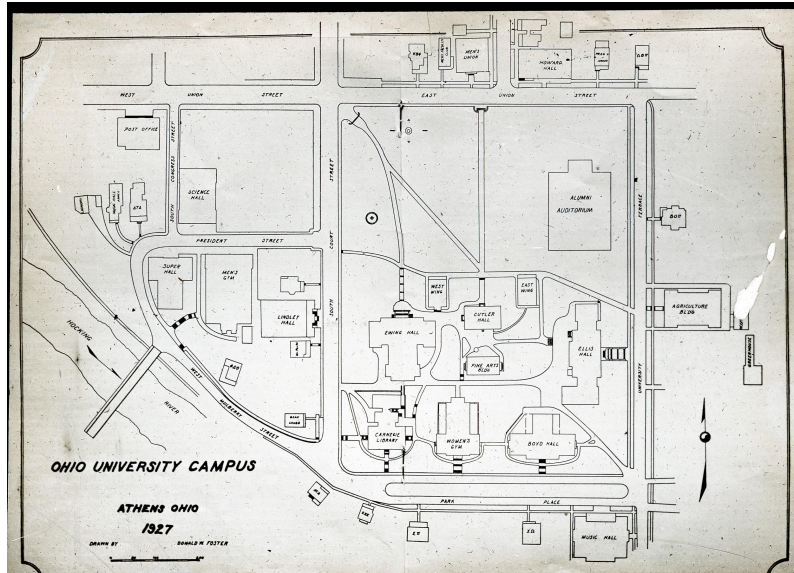 MEN'S
UNION
HOWARD
HALL
WEST UNION STREET
EAST UNION STREET
POST OFFICE
SOUTH CONGRESS STREET
SCIENCE
HALL
SOUTH COURT STREET
ALUMNI
AUDITORIUM
TERRACE
UNIVERSITY
PRESIDENT STREET
SUPER
HALL
MEN'S
GYM
LINDLEY
HALL
WEST
WING
EAST
WING
CUTLER
HALL
EWING HALL
FINE ARTS
BLDG
ELLIS
HALL
AGRICULTURE
BLDG
GREENHOUSE
HOCKING
RIVER
WEST MULBERRY STREET
CARNEGIE
LIBRARY
WOMEN'S
GYM
BOYD HALL
PARK PLACE
MUSIC HALL
OHIO UNIVERSITY CAMPUS
ATHENS OHIO
1927
DRAWN BY DONALD W. FOSTER